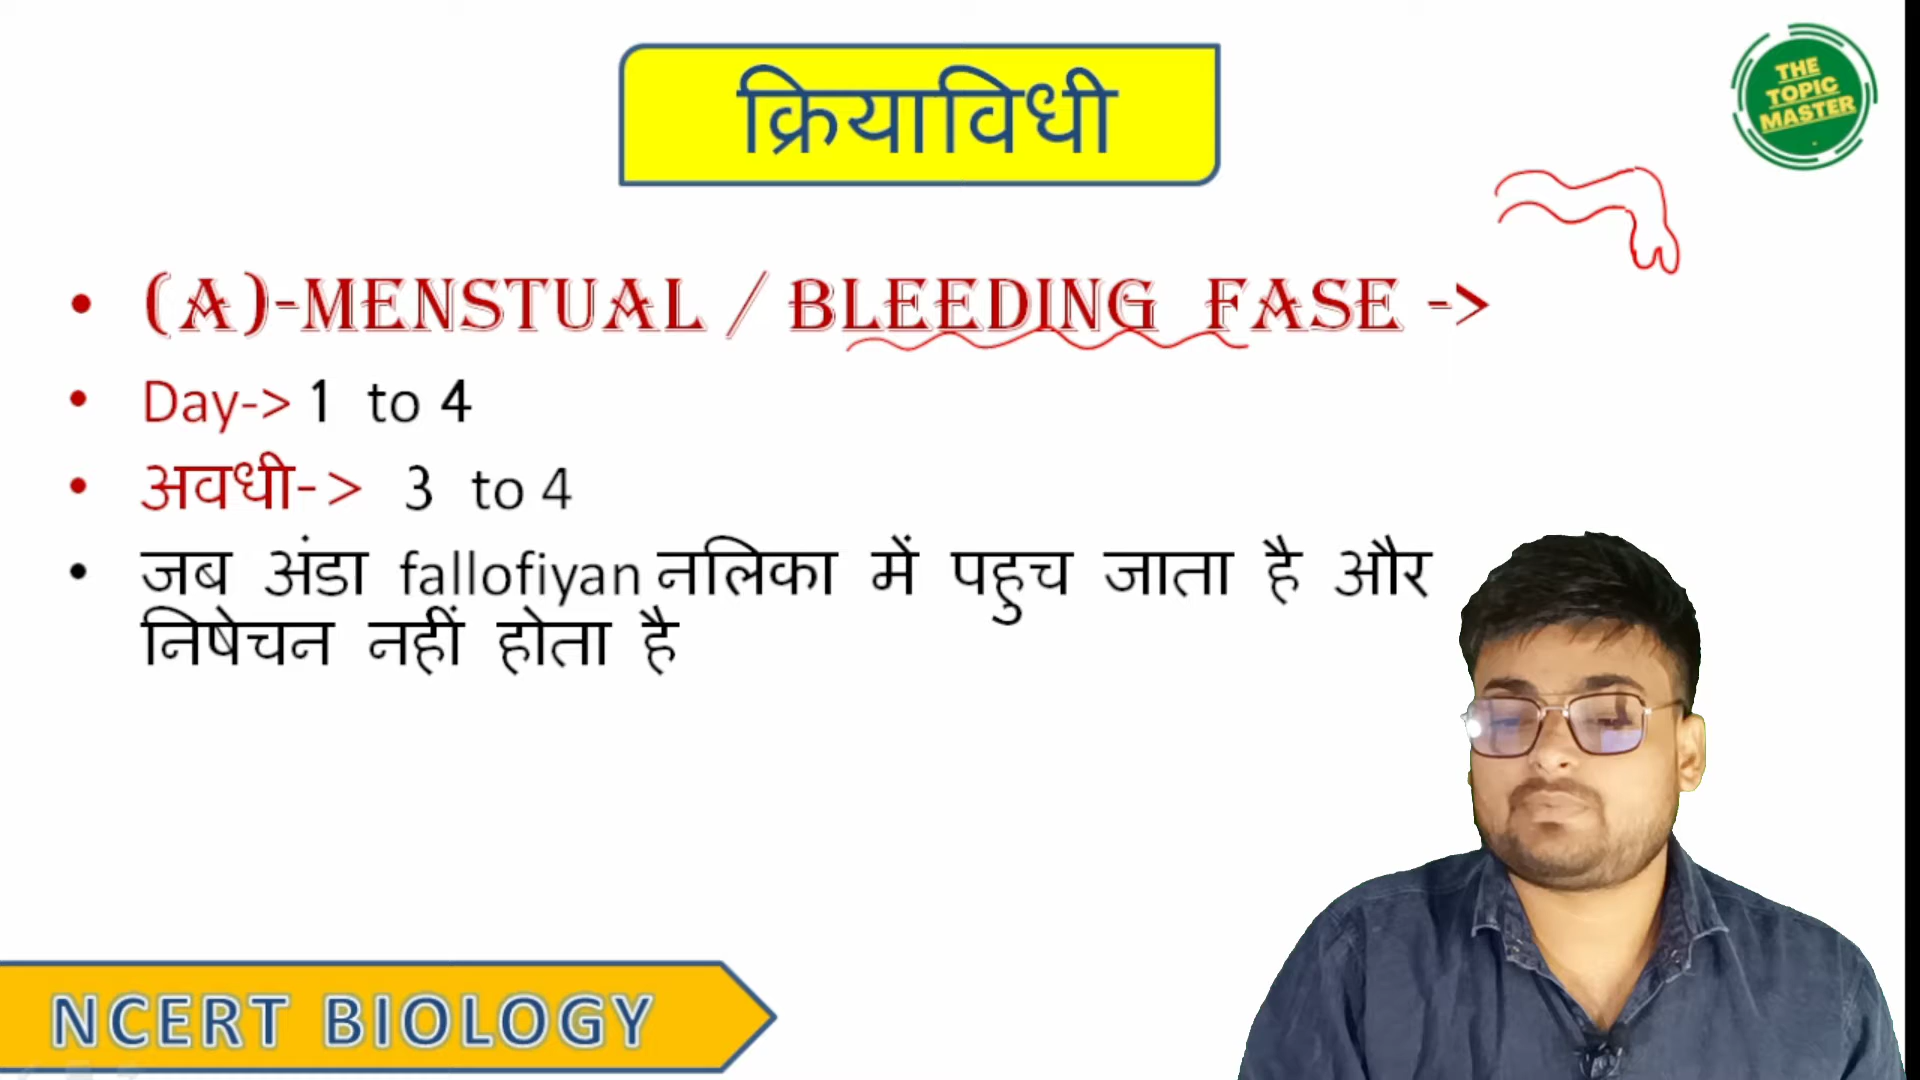 क्रियाविधी
THE
TOPIC
MASTER
• (A)-MENSTUAL / BLEEDING FASE ->
• Day-> 1 to 4
• अवधी-> 3 to 4
• जब अंडा fallofiyan नलिका में पहुच जाता है और
निषेचन नहीं होता है
NCERT BIOLOGY